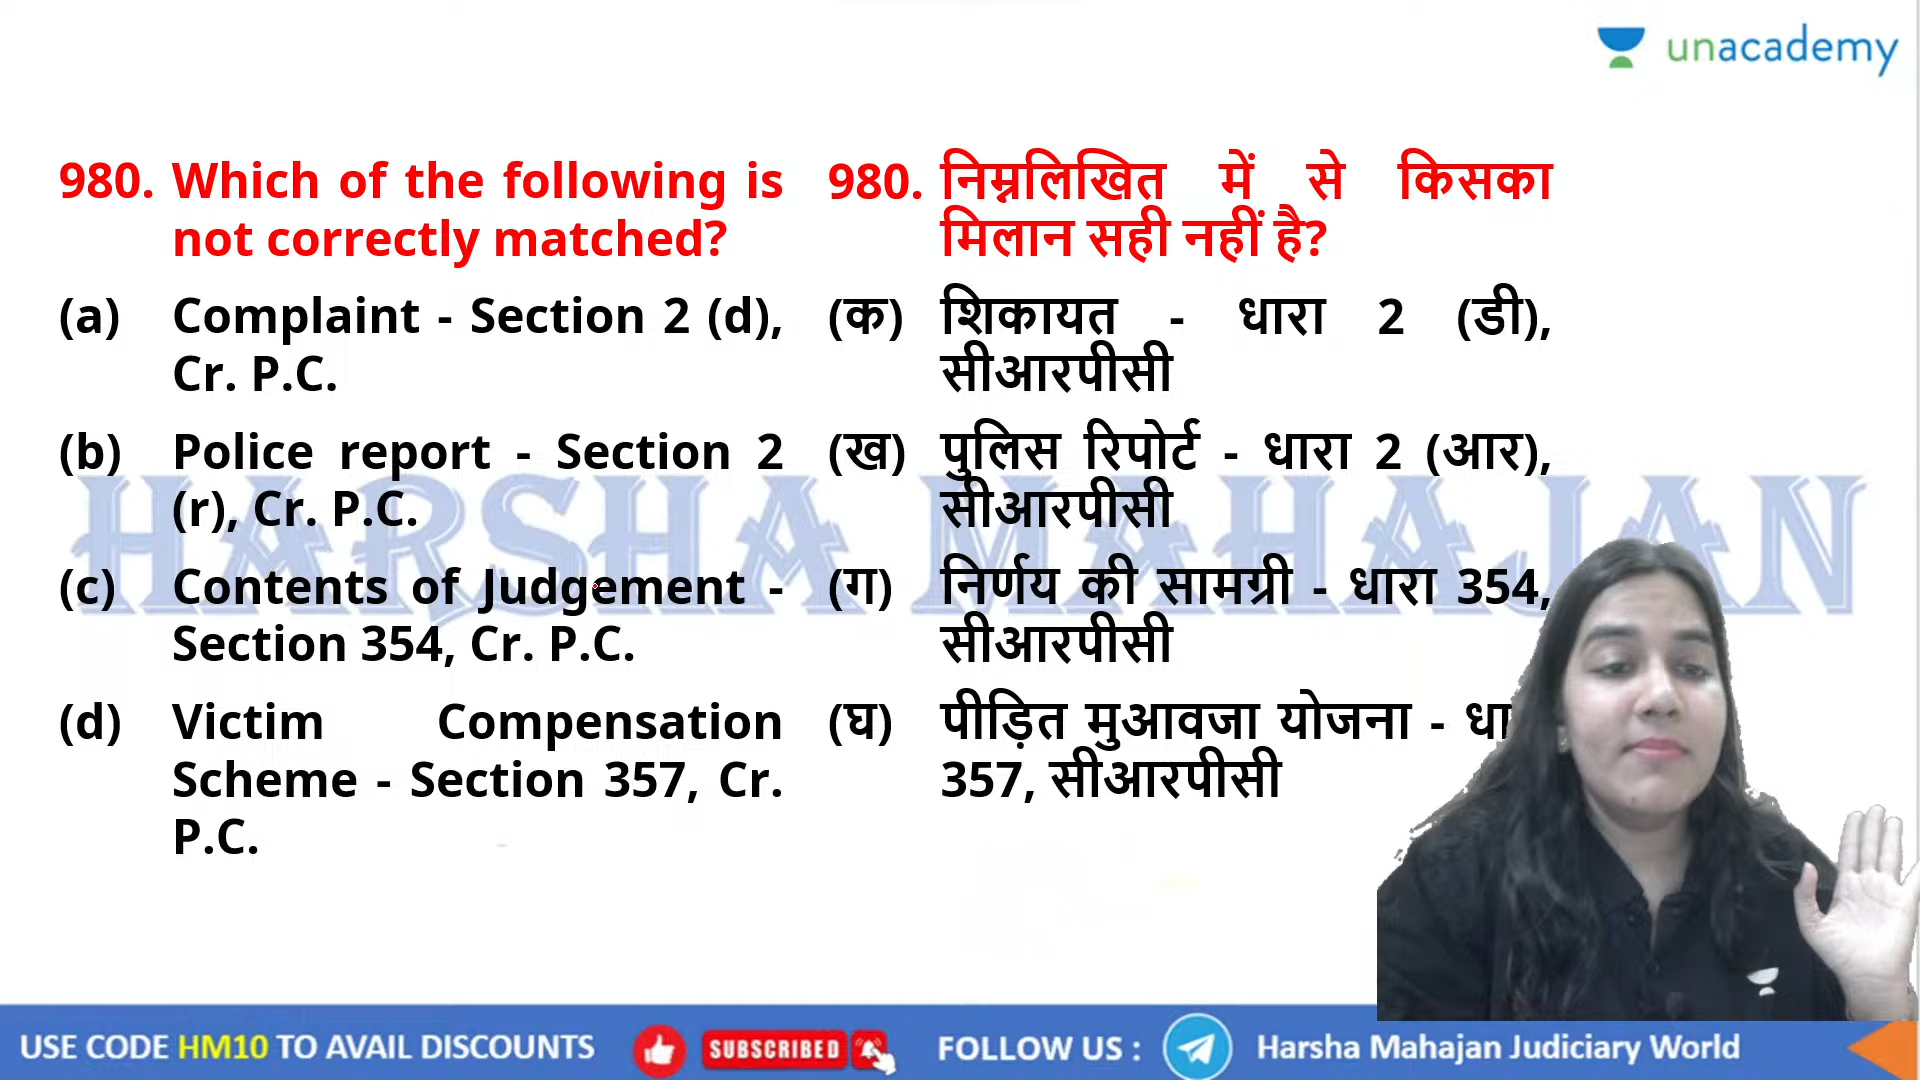 unacademy
980. Which of the following is
not correctly matched?
(a) Complaint - Section 2 (d),
Cr. P.C.
(b) Police report - Section 2
(r), Cr. P.C.
(c) Contents of Judgement -
Section 354, Cr. P.C.
(d) Victim Compensation
Scheme - Section 357, Cr.
P.C.
980. निम्नलिखित में से किसका
मिलान सही नहीं है?
(क) शिकायत - धारा 2 (डी),
सीआरपीसी
(ख) पुलिस रिपोर्ट - धारा 2 (आर),
सीआरपीसी
(ग) निर्णय की सामग्री - धारा 354,
सीआरपीसी
(घ) पीड़ित मुआवजा योजना -
357, सीआरपीसी
HARSHA MAHAJAN
USE CODE HM10 TO AVAIL DISCOUNTS
SUBSCRIBED
FOLLOW US :
Harsha Mahajan Judiciary World